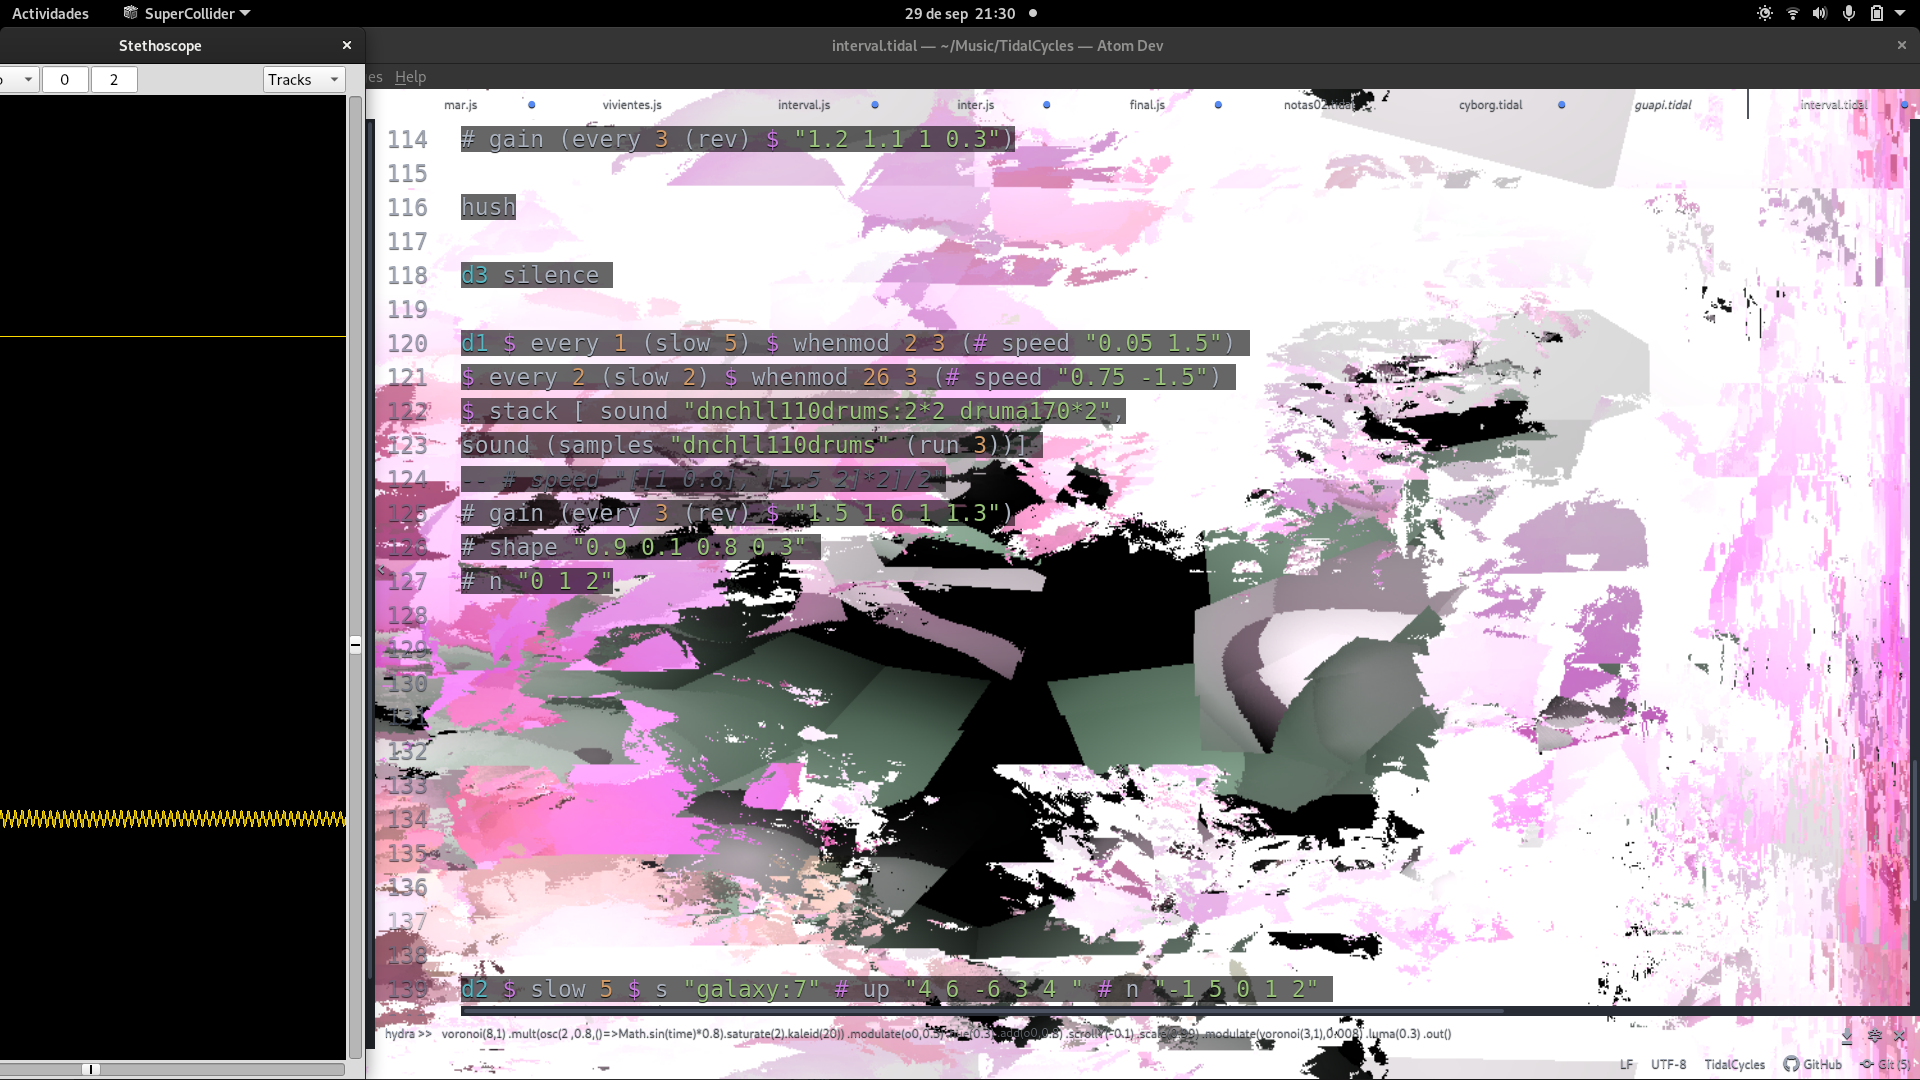 Actividades SuperCollider 29 de sep 21:30
Stethoscope
interval.tidal — ~/Music/TidalCycles — Atom Dev
0 2 Tracks
es Help
mar.js vivientes.js interval.js inter.js final.js notas02.tidal cyborg.tidal guapi.tidal interval.tidal
114 # gain (every 3 (rev) $ "1.2 1.1 1 0.3")
115
116 hush
117
118 d3 silence
119
120 d1 $ every 1 (slow 5) $ whenmod 2 3 (# speed "0.05 1.5")
121 $ every 2 (slow 2) $ whenmod 26 3 (# speed "0.75 -1.5")
122 $ stack [ sound "dnchll110drums:2*2 druma170*2",
123 sound (samples "dnchll110drums" (run 3))]
124 -- # speed "[[1 0.8], [1.5 2]*2]/2"
125 # gain (every 3 (rev) $ "1.5 1.6 1 1.3")
126 # shape "0.9 0.1 0.8 0.3"
127 # n "0 1 2"
128
129
130
131
132
133
134
135
136
137
138
139 d2 $ slow 5 $ s "galaxy:7" # up "4 6 -6 3 4 " # n "-1 5 0 1 2"
hydra >> voronoi(8,1) .mult(osc(2 ,0.8,()=>Math.sin(time)*0.8).saturate(2).kaleid(20)) .modulate(o0,0.5) .add(o0,0.8) .scrollY(-0.1) .modulate(voronoi(3,1),0.008) .luma(0.3) .out()
LF UTF-8 TidalCycles GitHub Git (5)